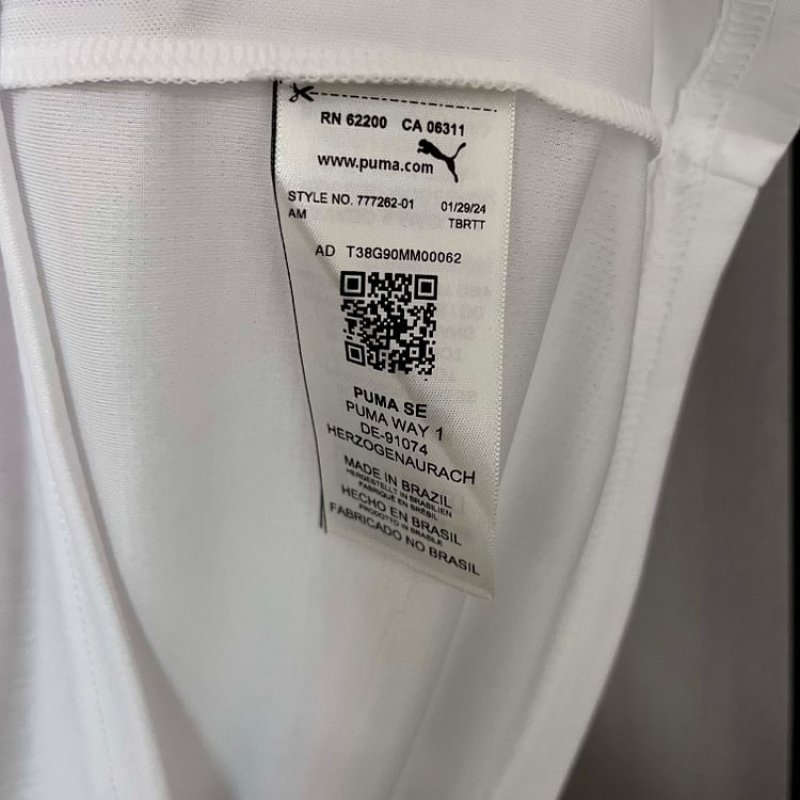 RN 62200 CA 06311
www.puma.com
STYLE NO. 777262-01 01/29/24
AM TBRTT
AD T38G90MM00062
PUMA SE
PUMA WAY 1
DE-91074
HERZOGENAURACH
MADE IN BRAZIL
HERGESTELLT IN BRASILIEN
FABRIQUE EN BRESIL
HECHO EN BRASIL
PRODOTTO IN BRASILE
FABRICADO NO BRASIL